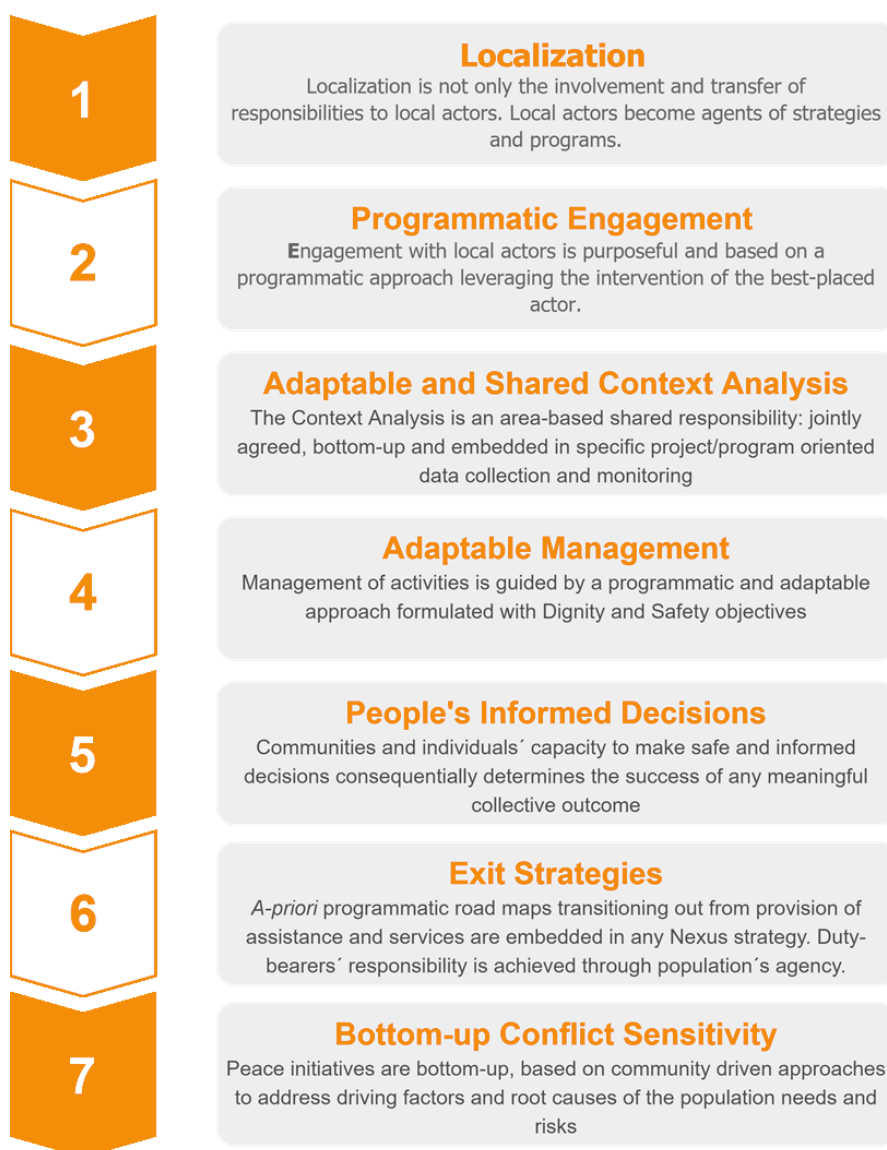 1
Localization
Localization is not only the involvement and transfer of
responsibilities to local actors. Local actors become agents of strategies
and programs.
2
Programmatic Engagement
Engagement with local actors is purposeful and based on a
programmatic approach leveraging the intervention of the best-placed
actor.
3
Adaptable and Shared Context Analysis
The Context Analysis is an area-based shared responsibility: jointly
agreed, bottom-up and embedded in specific project/program oriented
data collection and monitoring
4
Adaptable Management
Management of activities is guided by a programmatic and adaptable
approach formulated with Dignity and Safety objectives
5
People's Informed Decisions
Communities and individuals´ capacity to make safe and informed
decisions consequentially determines the success of any meaningful
collective outcome
6
Exit Strategies
A-priori programmatic road maps transitioning out from provision of
assistance and services are embedded in any Nexus strategy. Duty-
bearers´ responsibility is achieved through population´s agency.
7
Bottom-up Conflict Sensitivity
Peace initiatives are bottom-up, based on community driven approaches
to address driving factors and root causes of the population needs and
risks